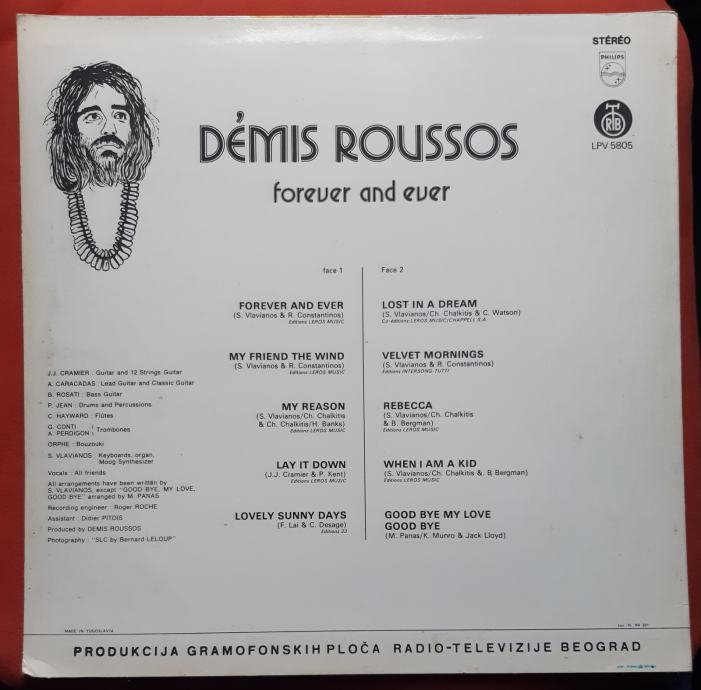 STÉRÉO
PHILIPS
RTB
LPV 5805
DÉMIS ROUSSOS
forever and ever
face 1
FOREVER AND EVER
(S. Vlavianos & R. Constantinos)
Editions LEROS MUSIC
MY FRIEND THE WIND
(S. Vlavianos & R. Constantinos)
Editions LEROS MUSIC
MY REASON
(S. Vlavianos/Ch. Chalkitis
& Ch. Chalkitis/H. Banks)
Editions LEROS MUSIC
LAY IT DOWN
(J.J. Cramier & P. Kent)
Editions LEROS MUSIC
LOVELY SUNNY DAYS
(F. Lai & C. Desage)
Editions 23
Face 2
LOST IN A DREAM
(S. Vlavianos/Ch. Chalkitis & C. Watson)
Co-éditions LEROS MUSIC/CHAPPELL S.A.
VELVET MORNINGS
(S. Vlavianos & R. Constantinos)
Editions INTERSONG-TUTTI
REBECCA
(S. Vlavianos/Ch. Chalkitis
& B. Bergman)
Editions LEROS MUSIC
WHEN I AM A KID
(S. Vlavianos/Ch. Chalkitis &. B. Bergman)
Editions LEROS MUSIC
GOOD BYE MY LOVE
GOOD BYE
(M. Panas/K. Munro & Jack Lloyd)
J.J. CRAMIER : Guitar and 12 Strings Guitar
A. CARACADAS : Lead Guitar and Classic Guitar
B. ROSATI : Bass Guitar
P. JEAN : Drums and Percussions
C. HAYWARD : Flûtes
G. CONTI
A. PERDIGON : Trombones
ORPHE : Bouzouki
S. VLAVIANOS : Keyboards, organ,
Moog Synthesizer
Vocals : All friends
All arrangements have been written by
S. VLAVIANOS, except "GOOD BYE, MY LOVE,
GOOD BYE" arranged by M. PANAS
Recording engineer : Roger ROCHE
Assistant : Didier PITOIS
Produced by DEMIS ROUSSOS
Photography : "SLC by Bernard LELOUP"
MADE IN YUGOSLAVIA
PRODUKCIJA GRAMOFONSKIH PLOČA RADIO-TELEVIZIJE BEOGRAD